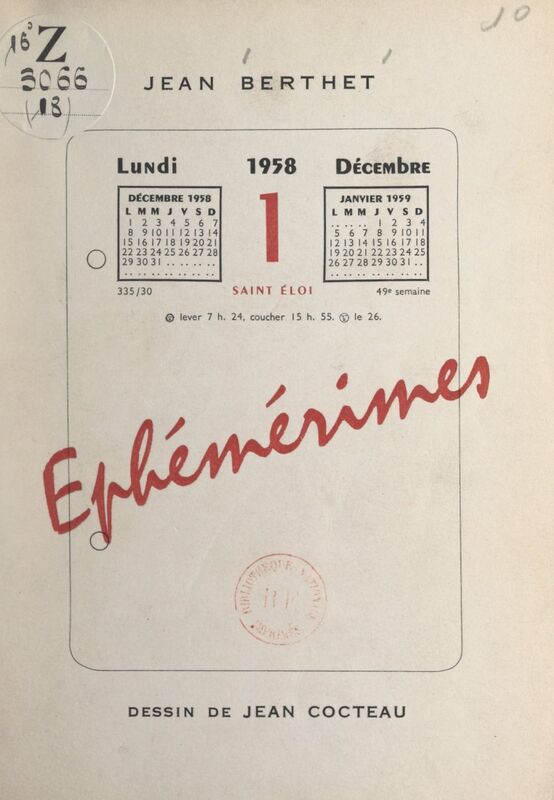 10
16° Z
3066
(18)
JEAN BERTHET
Lundi 1958 Décembre
DÉCEMBRE 1958
L M M J V S D
1 2 3 4 5 6 7
8 9 10 11 12 13 14
15 16 17 18 19 20 21
22 23 24 25 26 27 28
29 30 31 . . . . . . . .
. . . . . . . . . . . . . .
1
JANVIER 1959
L M M J V S D
. . . . . . 1 2 3 4
5 6 7 8 9 10 11
12 13 14 15 16 17 18
19 20 21 22 23 24 25
26 27 28 29 30 31 . .
. . . . . . . . . . . . . .
335/30 SAINT ÉLOI 49e semaine
lever 7 h. 24, coucher 15 h. 55. le 26.
Ephémérimes
BIBLIOTHEQUE NATIONALE
IMPRIMÉS
DESSIN DE JEAN COCTEAU